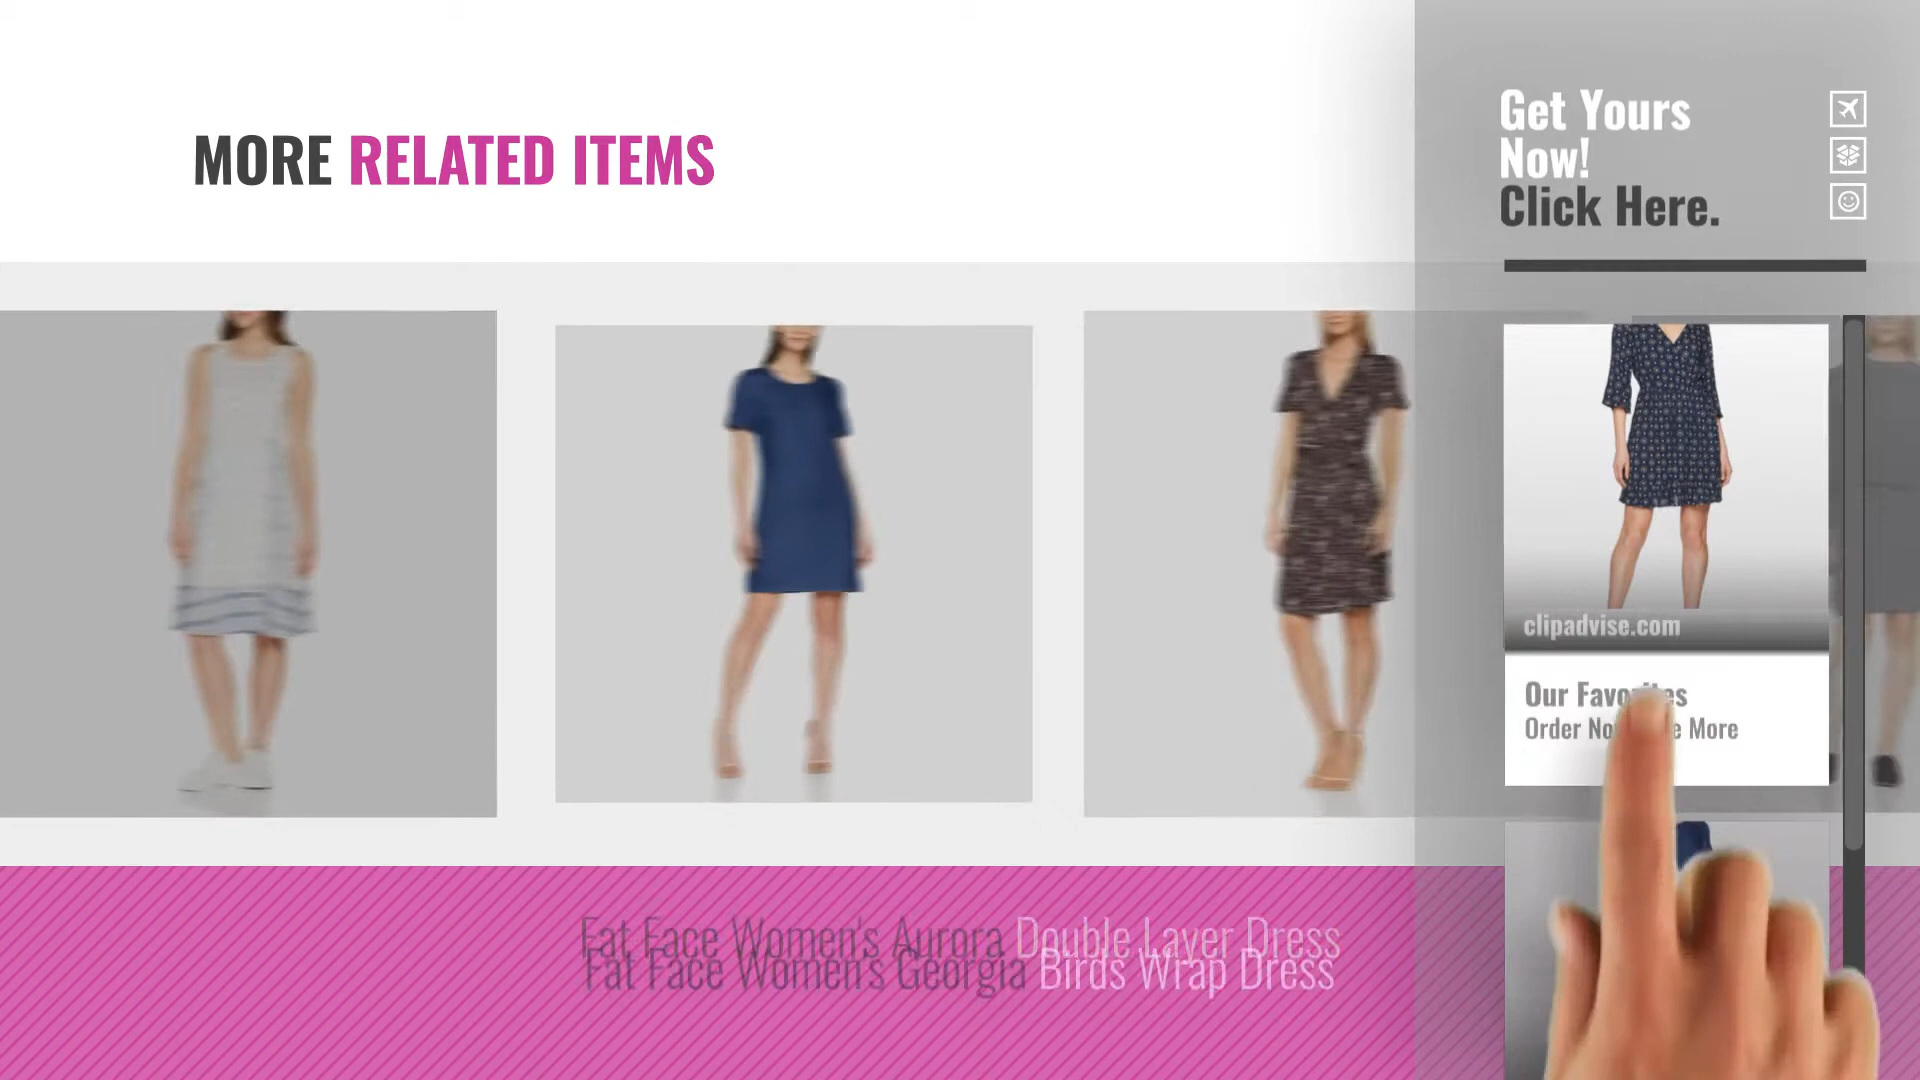 MORE RELATED ITEMS
Get Yours
Now!
Click Here.
clipadvise.com
Our Favorites
Order No e More
Fat Face Women's Aurora Double Layer Dress
Fat Face Women's Georgia Birds Wrap Dress